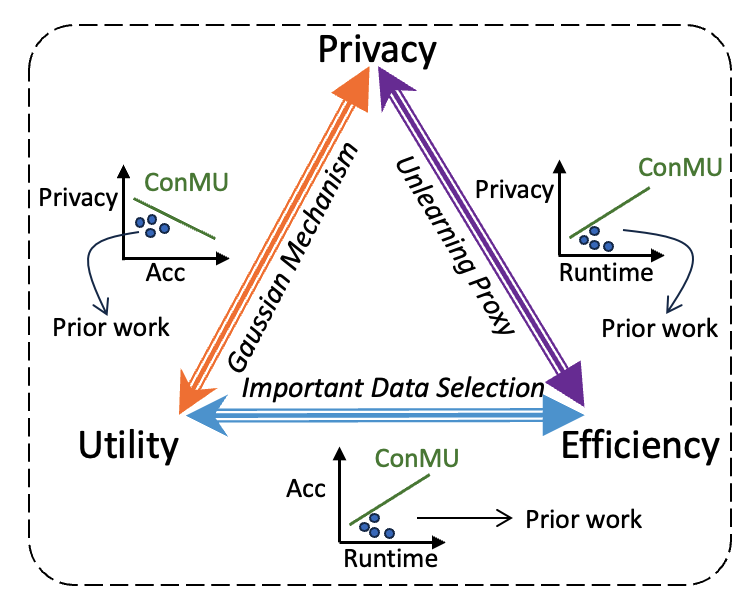 Privacy
Privacy
ConMU
Acc
Prior work
Gaussian Mechanism
Unlearning Proxy
Privacy
ConMU
Runtime
Prior work
Important Data Selection
Utility
Efficiency
Acc
ConMU
Runtime
Prior work